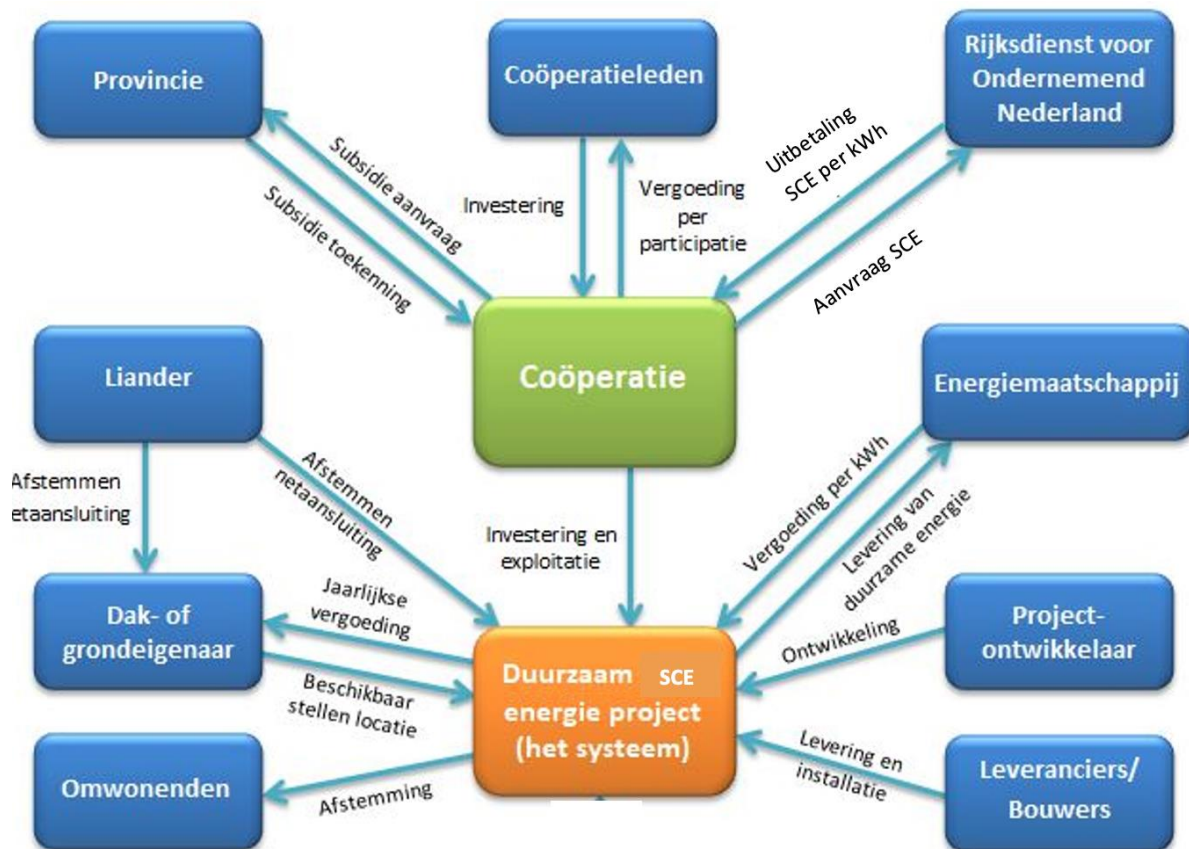 Provincie
Coöperatieleden
Rijksdienst voor
Ondernemend
Nederland
Subsidie aanvraag
Subsidie toekenning
Investering
Vergoeding
per
participatie
Uitbetaling
SCE per kWh
Aanvraag SCE
Liander
Coöperatie
Energiemaatschappij
Afstemmen
etaansluiting
Afstemmen
netaansluiting
Investering en
exploitatie
Vergoeding per kWh
Levering van
duurzame energie
Dak- of
grondeigenaar
Jaarlijkse
vergoeding
Beschikbaar
stellen locatie
Duurzaam SCE
energie project
(het systeem)
Ontwikkeling
Project-
ontwikkelaar
Omwonenden
Afstemming
Levering en
installatie
Leveranciers/
Bouwers